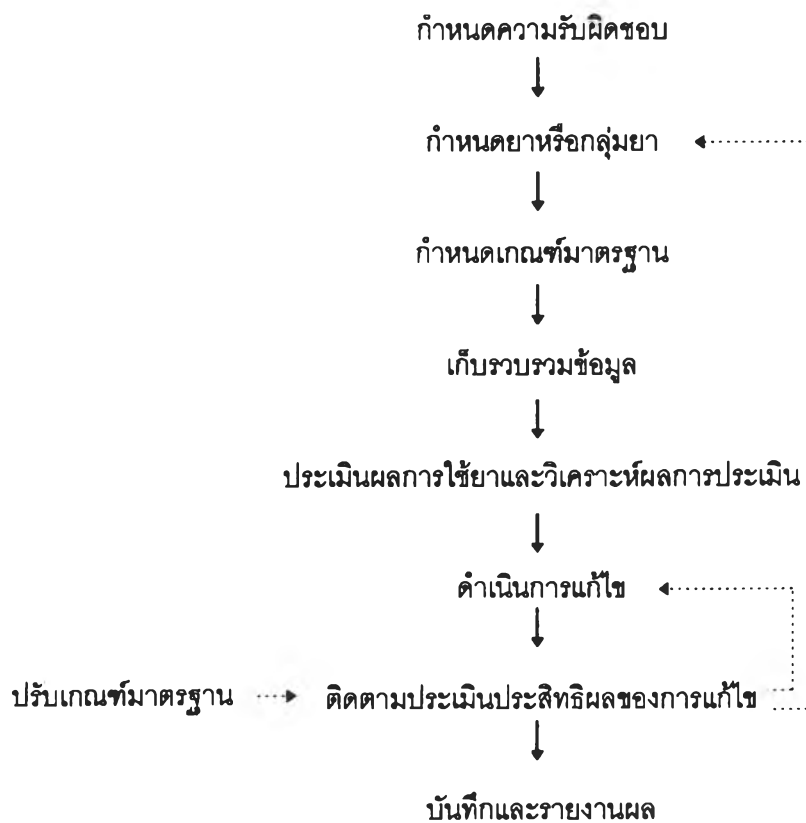 กำหนดความรับผิดชอบ
กำหนดยาหรือกลุ่มยา
กำหนดเกณฑ์มาตรฐาน
เก็บรวบรวมข้อมูล
ประเมินผลการใช้ยาและวิเคราะห์ผลการประเมิน
ดำเนินการแก้ไข
ปรับเกณฑ์มาตรฐาน
ติดตามประเมินประสิทธิผลของการแก้ไข
บันทึกและรายงานผล